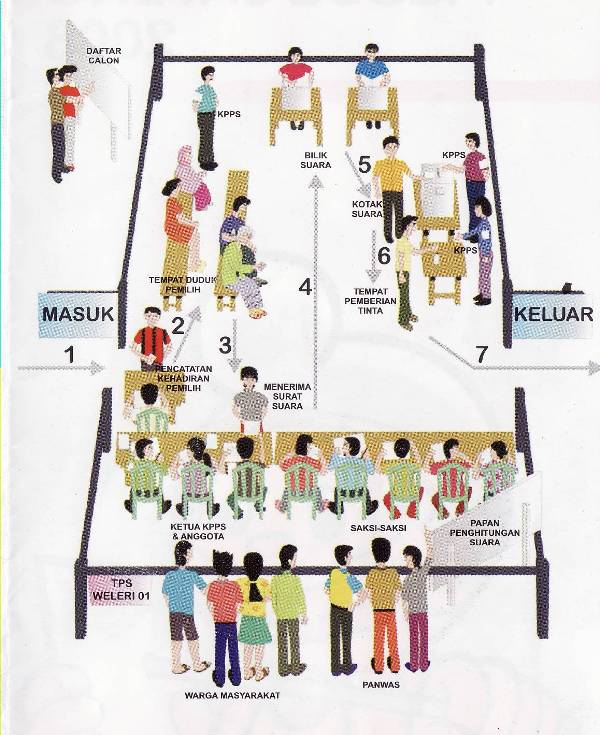 DAFTAR
CALON
KPPS
BILIK
SUARA
5
KPPS
KOTAK
SUARA
6
KPPS
TEMPAT DUDUK
PEMILIH
4
TEMPAT
PEMBERIAN
TINTA
MASUK
KELUAR
1
2
3
7
PENCATATAN
KEHADIRAN
PEMILIH
MENERIMA
SURAT
SUARA
KETUA KPPS
& ANGGOTA
SAKSI-SAKSI
PAPAN
PENGHITUNGAN
SUARA
TPS
WELERI 01
WARGA MASYARAKAT
PANWAS